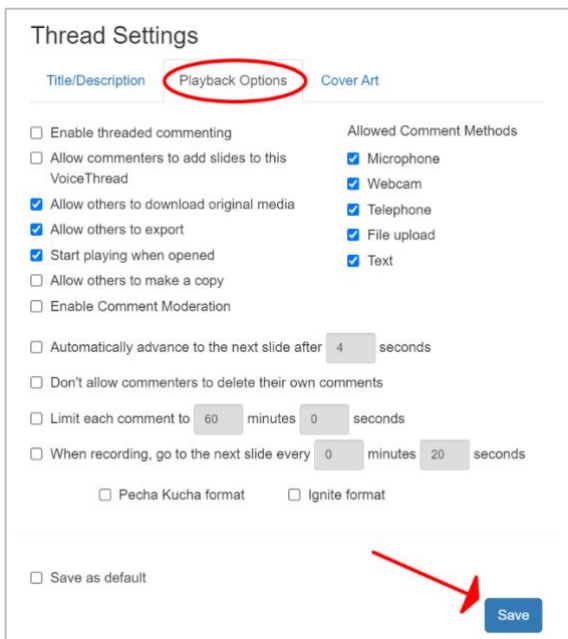 Thread Settings
Title/Description Playback Options Cover Art
Enable threaded commenting
Allow commenters to add slides to this
VoiceThread
Allow others to download original media
Allow others to export
Start playing when opened
Allow others to make a copy
Enable Comment Moderation
Allowed Comment Methods
Microphone
Webcam
Telephone
File upload
Text
Automatically advance to the next slide after 4 seconds
Don't allow commenters to delete their own comments
Limit each comment to 60 minutes 0 seconds
When recording, go to the next slide every 0 minutes 20 seconds
Pecha Kucha format Ignite format
Save as default
Save